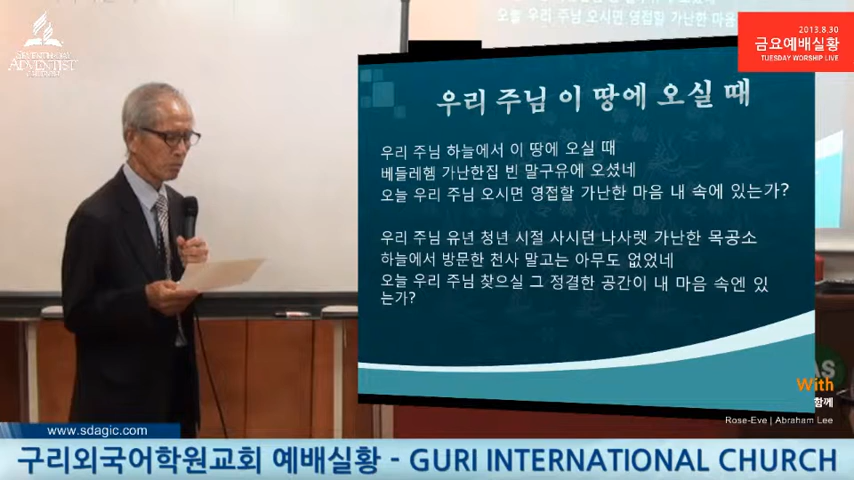 오늘 우리 주님 오시면 영접할 가난한 마음
2013.8.30
금요예배실황
TUESDAY WORSHIP LIVE
SEVENTH-DAY
ADVENTIST
CHURCH
우리 주님 이 땅에 오실 때
우리 주님 하늘에서 이 땅에 오실 때
베들레헴 가난한집 빈 말구유에 오셨네
오늘 우리 주님 오시면 영접할 가난한 마음 내 속에 있는가?
우리 주님 유년 청년 시절 사시던 나사렛 가난한 목공소
하늘에서 방문한 천사 말고는 아무도 없었네
오늘 우리 주님 찾으실 그 정결한 공간이 내 마음 속엔 있
는가?
With
함께
Rose-Eve | Abraham Lee
www.sdagic.com
구리외국어학원교회 예배실황 - GURI INTERNATIONAL CHURCH